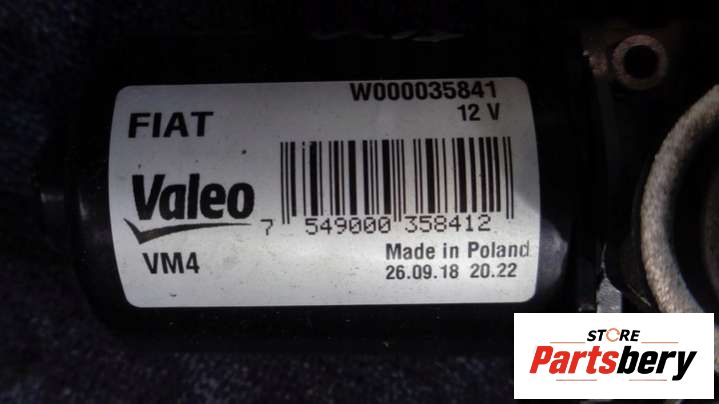 W000035841
12 V
FIAT
Valeo
7 549000 358412
VM4
Made in Poland
26.09.18 20.22
STORE
Partsbery